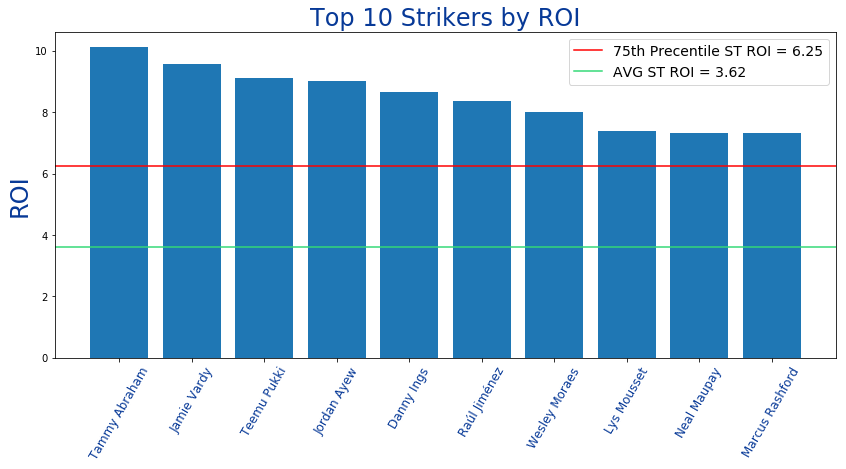 Top 10 Strikers by ROI
75th Precentile ST ROI = 6.25
AVG ST ROI = 3.62
ROI
10
8
6
4
2
0
Tammy Abraham
Jamie Vardy
Teemu Pukki
Jordan Ayew
Danny Ings
Raúl Jiménez
Wesley Moraes
Lys Mousset
Neal Maupay
Marcus Rashford